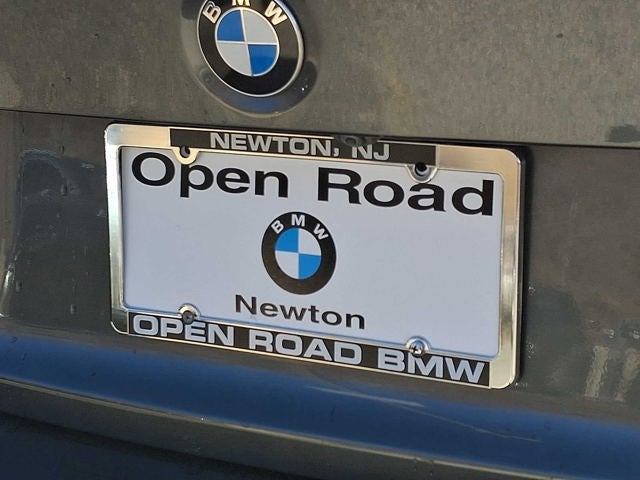 BMW
NEWTON, NJ
Open Road
BMW
Newton
OPEN ROAD BMW